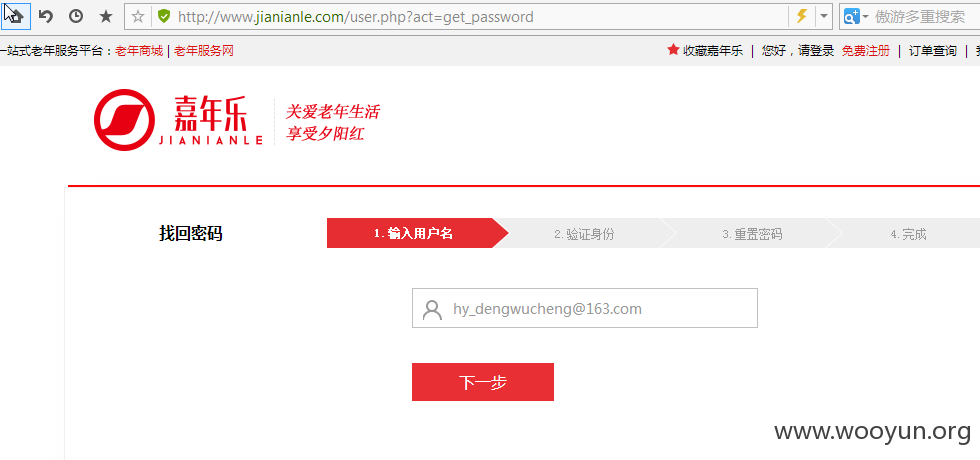 http://www.jianianle.com/user.php?act=get_password
傲游多重搜索
一站式老年服务平台：老年商城 | 老年服务网
收藏嘉年乐 | 您好，请登录 免费注册 | 订单查询 |
嘉年乐
JIANIANLE
关爱老年生活
享受夕阳红
找回密码
1. 输入用户名
2. 验证身份
3. 重置密码
4. 完成
hy_dengwucheng@163.com
下一步
www.wooyun.org